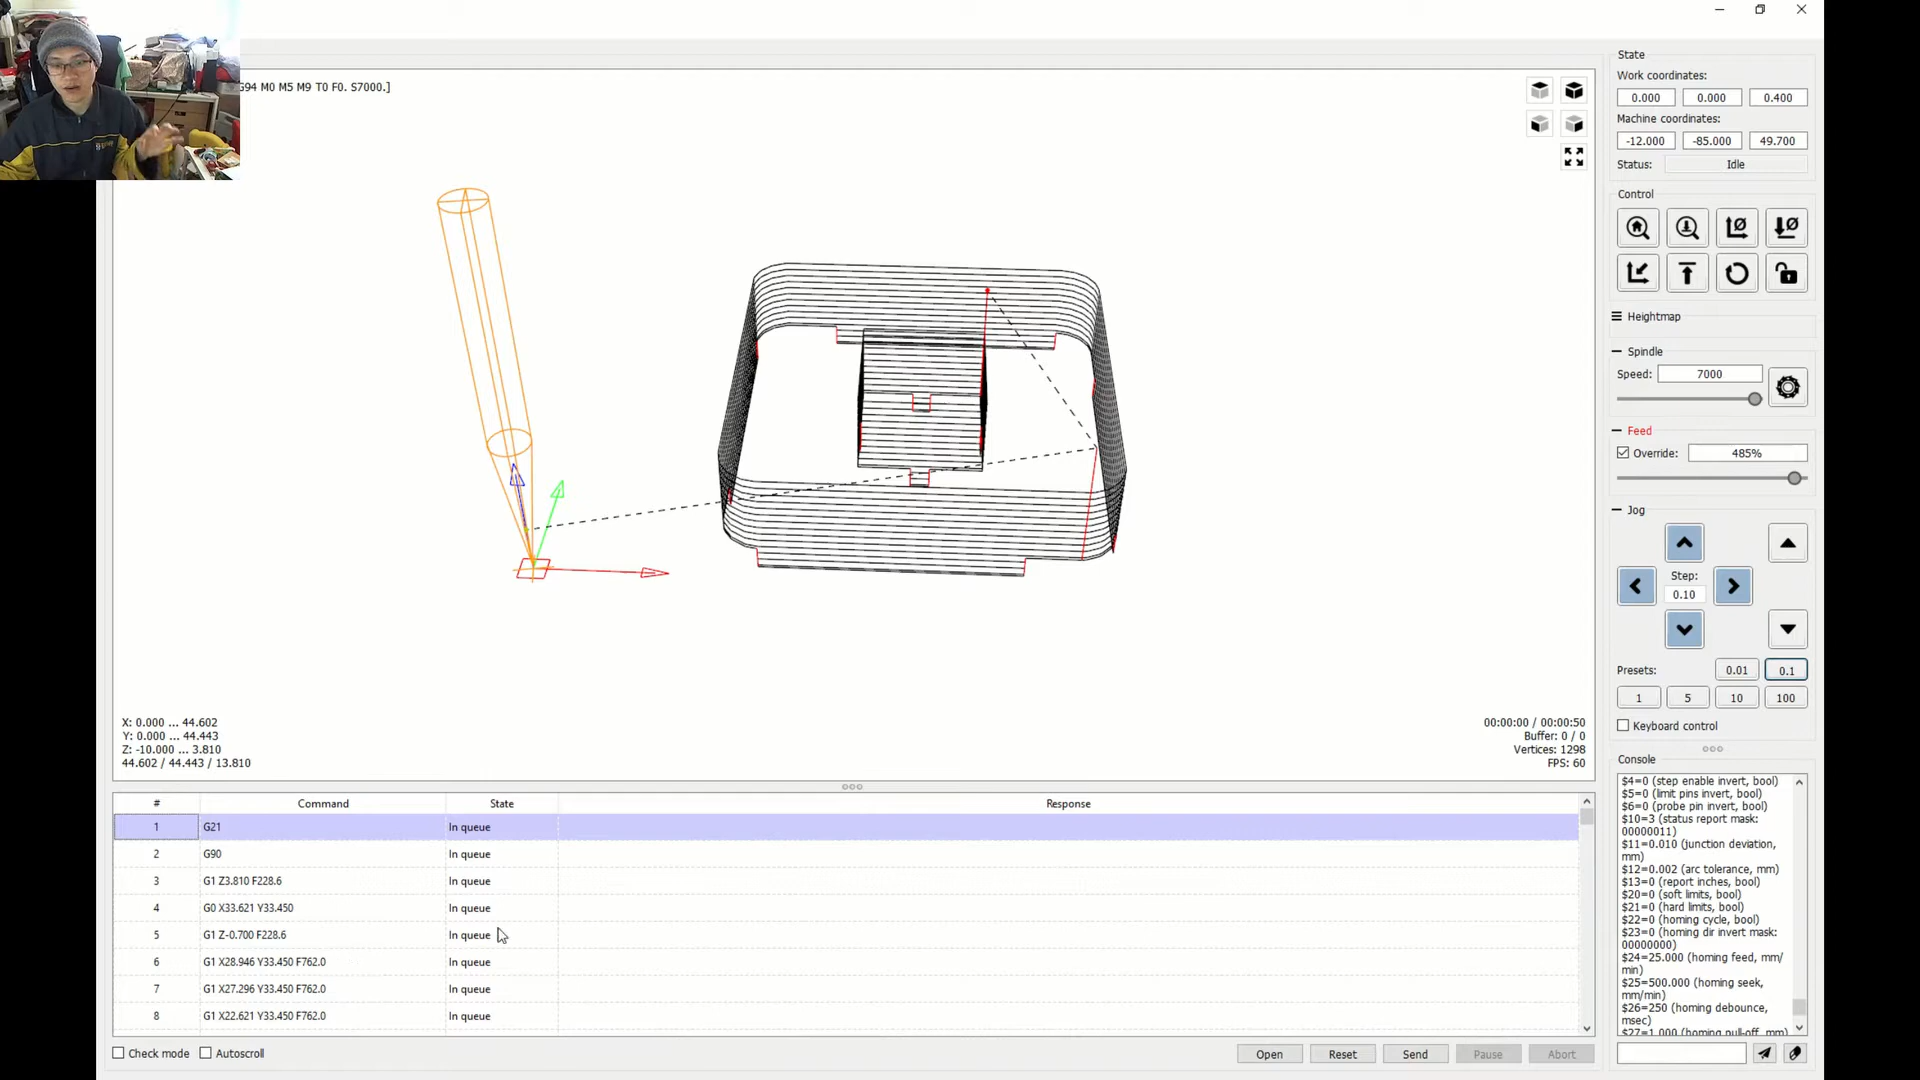 G94 M0 M5 M9 T0 F0. S7000.]
X: 0.000 ... 44.602
Y: 0.000 ... 44.443
Z: -10.000 ... 3.810
44.602 / 44.443 / 13.810
00:00:00 / 00:00:50
Buffer: 0 / 0
Vertices: 1298
FPS: 60
# Command State Response
1 G21 In queue
2 G90 In queue
3 G1 Z3.810 F228.6 In queue
4 G0 X33.621 Y33.450 In queue
5 G1 Z-0.700 F228.6 In queue
6 G1 X28.946 Y33.450 F762.0 In queue
7 G1 X27.296 Y33.450 F762.0 In queue
8 G1 X22.621 Y33.450 F762.0 In queue
Check mode Autoscroll Open Reset Send Pause Abort
State
Work coordinates:
0.000 0.000 0.400
Machine coordinates:
-12.000 -85.000 49.700
Status: Idle
Control
Heightmap
Spindle
Speed: 7000
Feed
Override: 485%
Jog
Step:
0.10
Presets: 0.01 0.1
1 5 10 100
Keyboard control
Console
$4=0 (step enable invert, bool)
$5=0 (limit pins invert, bool)
$6=0 (probe pin invert, bool)
$10=3 (status report mask:
00000011)
$11=0.010 (junction deviation,
mm)
$12=0.002 (arc tolerance, mm)
$13=0 (report inches, bool)
$20=0 (soft limits, bool)
$21=0 (hard limits, bool)
$22=0 (homing cycle, bool)
$23=0 (homing dir invert mask:
00000000)
$24=25.000 (homing feed, mm/
min)
$25=500.000 (homing seek,
mm/min)
$26=250 (homing debounce,
msec)
$27=1.000 (homing pull-off, mm)